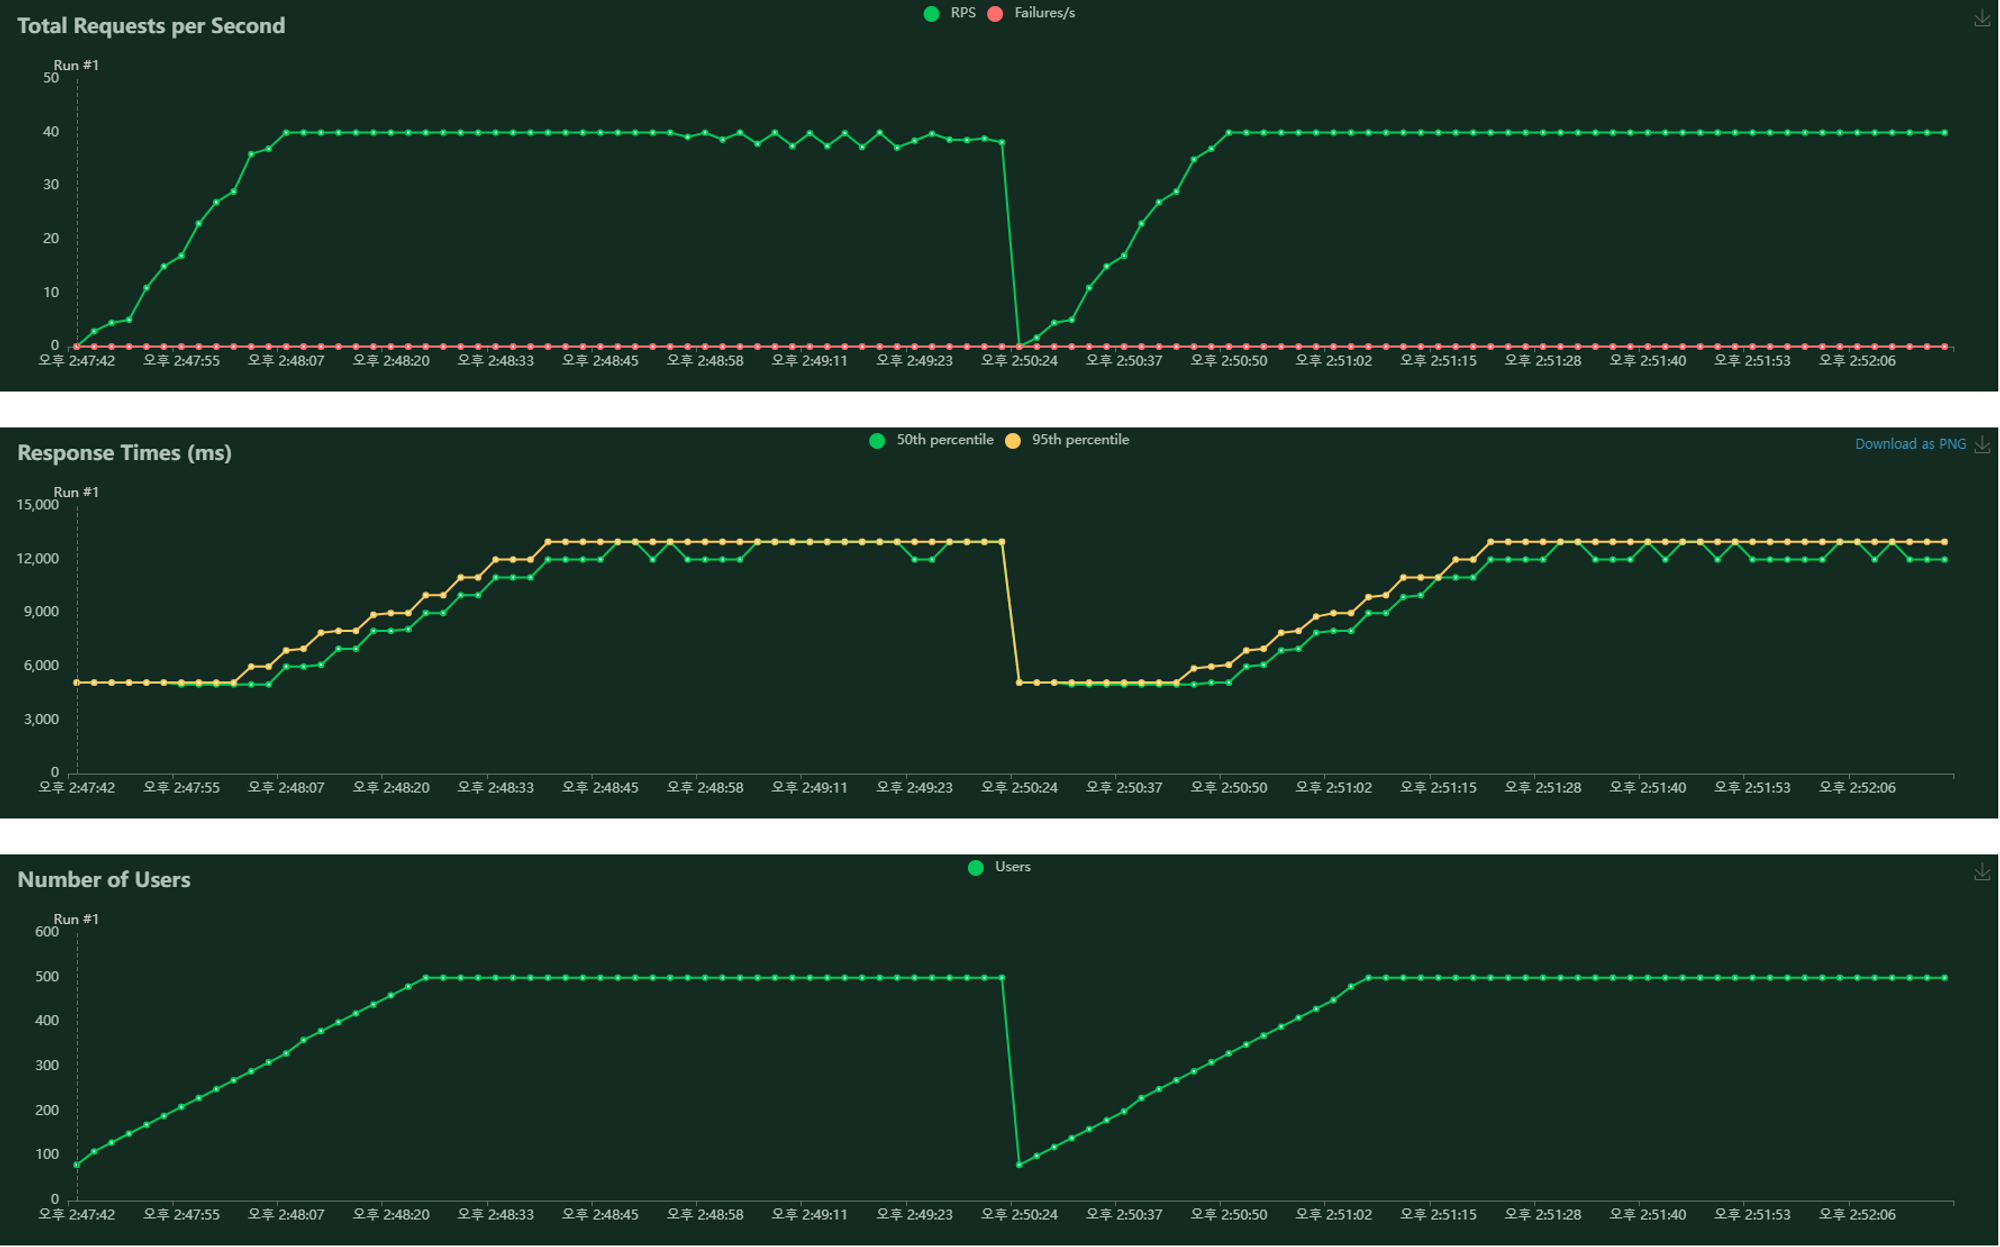 Total Requests per Second
RPS Failures/s
Run #1
50
40
30
20
10
0
오후 2:47:42 오후 2:47:55 오후 2:48:07 오후 2:48:20 오후 2:48:33 오후 2:48:45 오후 2:48:58 오후 2:49:11 오후 2:49:23 오후 2:50:24 오후 2:50:37 오후 2:50:50 오후 2:51:02 오후 2:51:15 오후 2:51:28 오후 2:51:40 오후 2:51:53 오후 2:52:06
Response Times (ms)
50th percentile 95th percentile
Download as PNG
Run #1
15,000
12,000
9,000
6,000
3,000
0
오후 2:47:42 오후 2:47:55 오후 2:48:07 오후 2:48:20 오후 2:48:33 오후 2:48:45 오후 2:48:58 오후 2:49:11 오후 2:49:23 오후 2:50:24 오후 2:50:37 오후 2:50:50 오후 2:51:02 오후 2:51:15 오후 2:51:28 오후 2:51:40 오후 2:51:53 오후 2:52:06
Number of Users
Users
Run #1
600
500
400
300
200
100
0
오후 2:47:42 오후 2:47:55 오후 2:48:07 오후 2:48:20 오후 2:48:33 오후 2:48:45 오후 2:48:58 오후 2:49:11 오후 2:49:23 오후 2:50:24 오후 2:50:37 오후 2:50:50 오후 2:51:02 오후 2:51:15 오후 2:51:28 오후 2:51:40 오후 2:51:53 오후 2:52:06